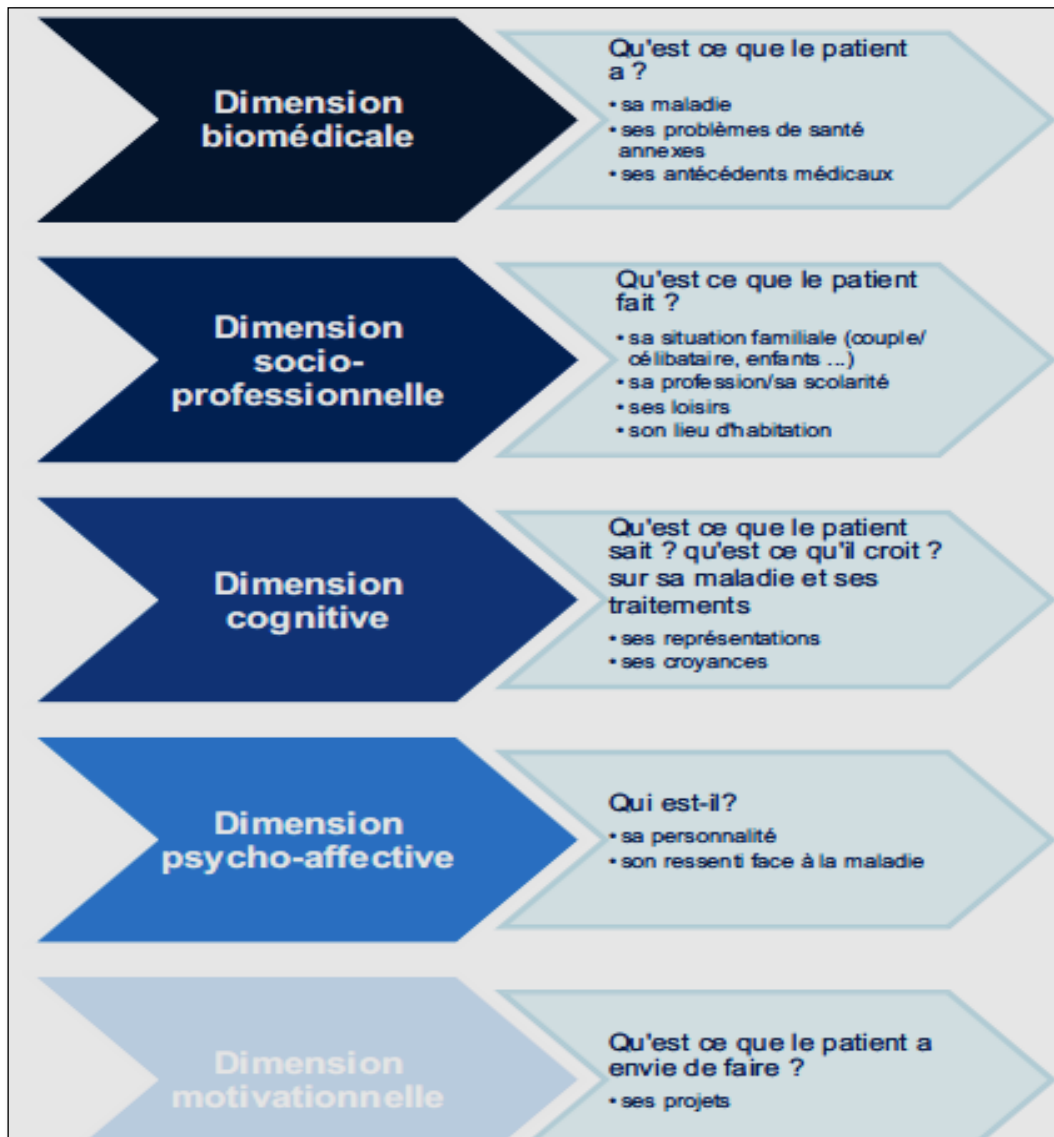 Dimension
biomédicale
Qu'est ce que le patient
a ?
• sa maladie
• ses problèmes de santé
annexes
• ses antécédents médicaux
Dimension
socio-
professionnelle
Qu'est ce que le patient
fait ?
• sa situation familiale (couple/
célibataire, enfants ...)
• sa profession/sa scolarité
• ses loisirs
• son lieu d'habitation
Dimension
cognitive
Qu'est ce que le patient
sait ? qu'est ce qu'il croit ?
sur sa maladie et ses
traitements
• ses représentations
• ses croyances
Dimension
psycho-affective
Qui est-il?
• sa personnalité
• son ressenti face à la maladie
Dimension
motivationnelle
Qu'est ce que le patient a
envie de faire ?
• ses projets